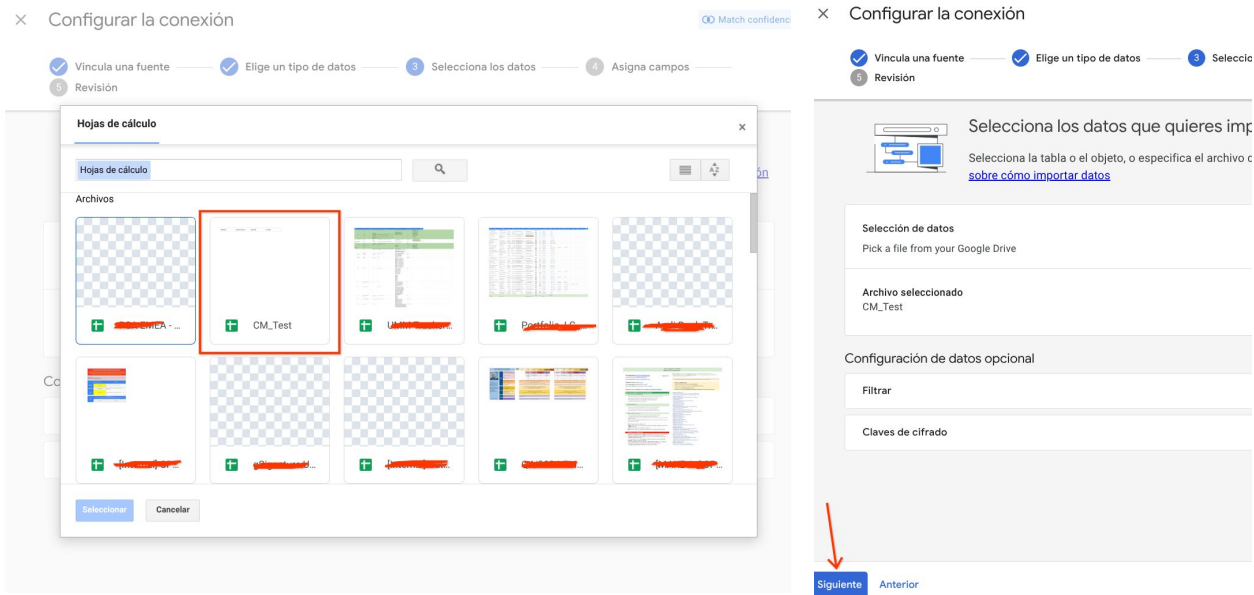 Configurar la conexión
Match confidenc
Vincula una fuente
Elige un tipo de datos
3 Selecciona los datos
4 Asigna campos
5 Revisión
Hojas de cálculo
Hojas de cálculo
ón
Archivos
EMEA - ...
CM_Test
Co
Seleccionar
Cancelar
Configurar la conexión
Vincula una fuente
Elige un tipo de datos
3 Seleccio
5 Revisión
Selecciona los datos que quieres imp
Selecciona la tabla o el objeto, o especifica el archivo d
sobre cómo importar datos
Selección de datos
Pick a file from your Google Drive
Archivo seleccionado
CM_Test
Configuración de datos opcional
Filtrar
Claves de cifrado
Siguiente
Anterior